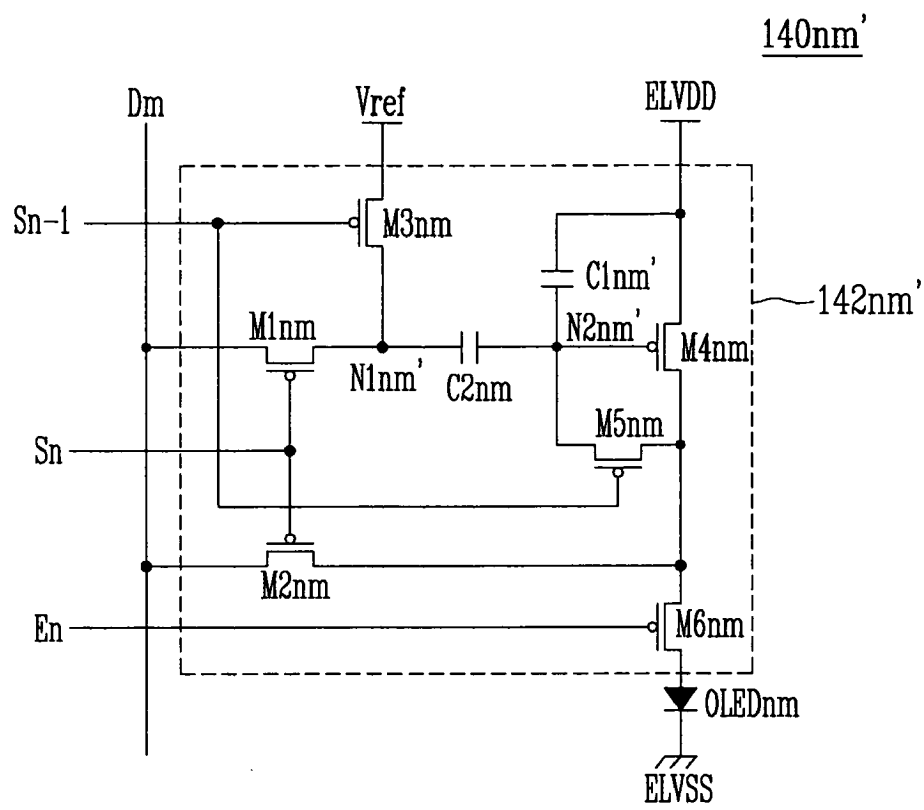 140nm'
Dm
Vref
ELVDD
Sn-1
M3nm
C1nm'
142nm'
M1nm
N2nm'
M4nm
N1nm'
C2nm
M5nm
Sn
M2nm
En
M6nm
OLEDnm
ELVSS